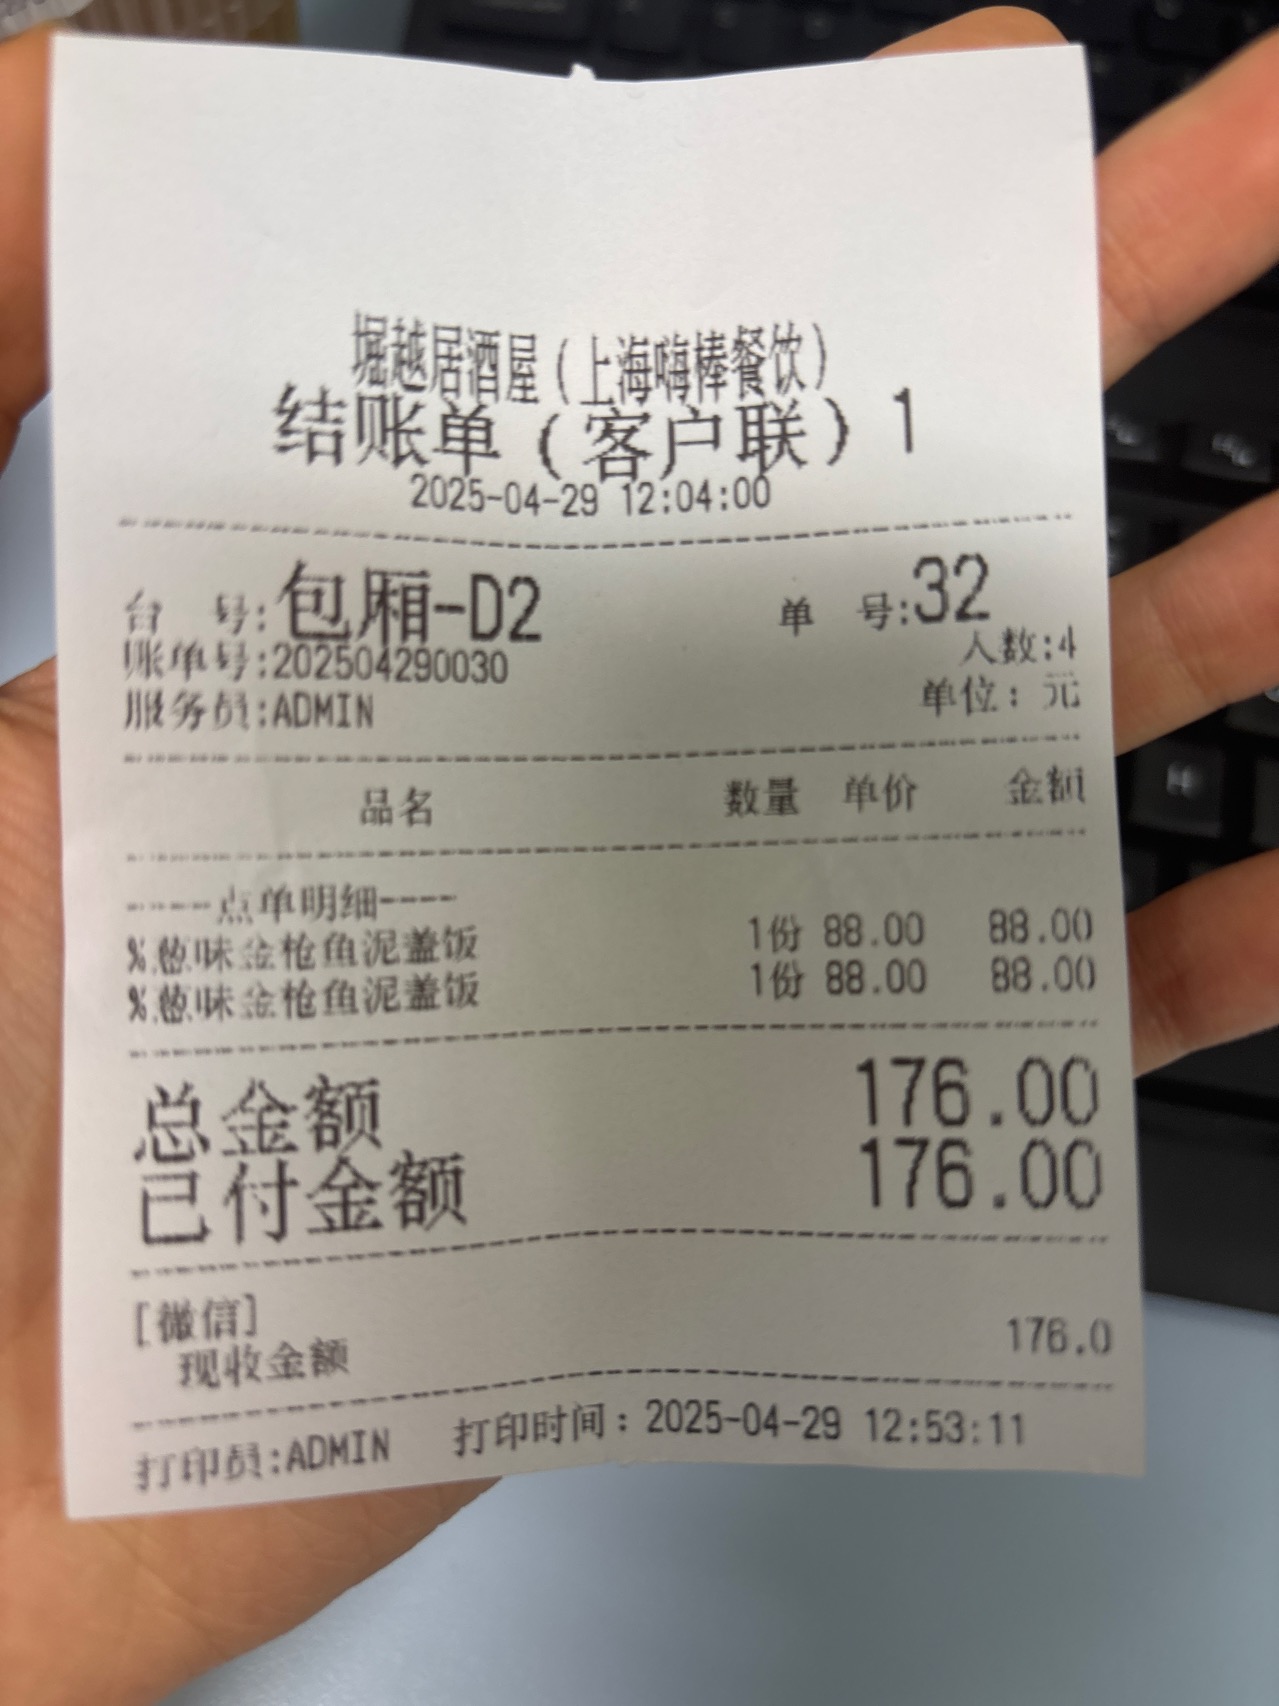 堀越居酒屋(上海嗨棒餐饮)
结账单(客户联)1
2025-04-29 12:04:00
台 号:包厢-D2 单 号:32
账单号:202504290030 人数:4
服务员:ADMIN 单位:元
品名 数量 单价 金额
-----点单明细----
%.葱味金枪鱼泥盖饭 1份 88.00 88.00
%.葱味金枪鱼泥盖饭 1份 88.00 88.00
总金额 176.00
已付金额 176.00
[微信]
现收金额 176.0
打印员:ADMIN 打印时间:2025-04-29 12:53:11